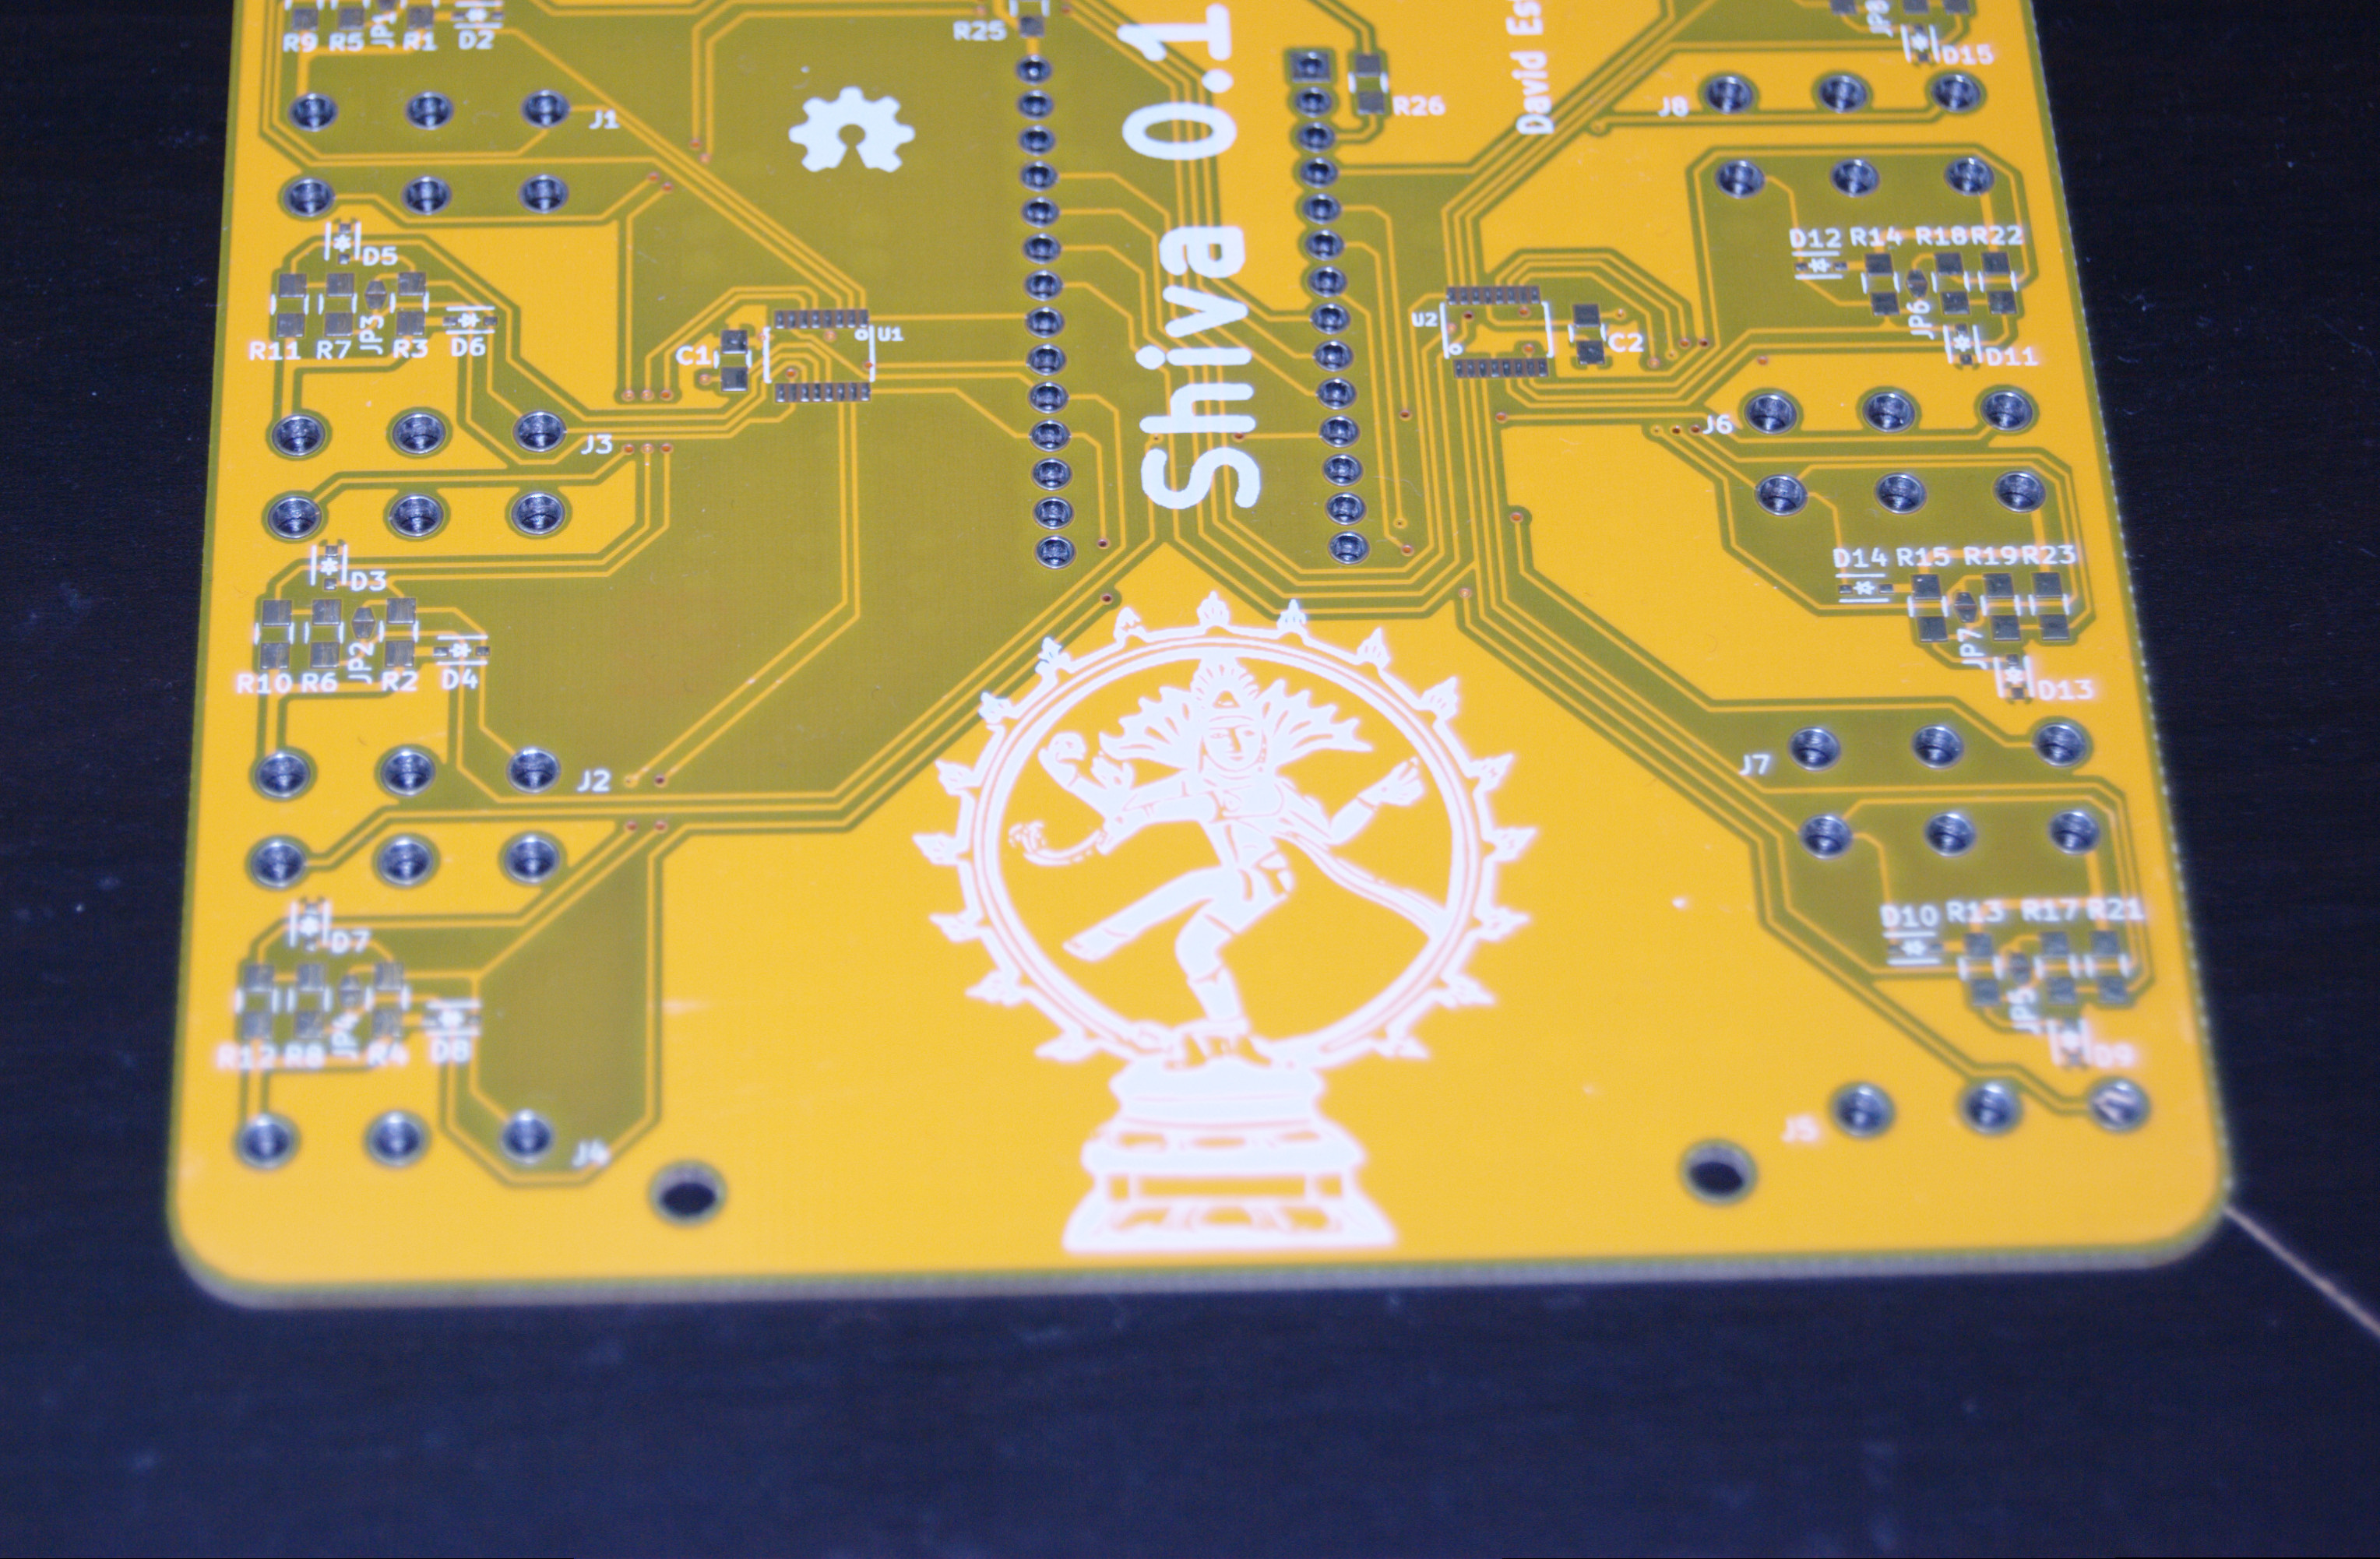 R9 R5 JP1 R1 D2
R25
Shiva 0.1
David
R26
D15
J1
J8
D5
D12 R14 R18 R22
JP6
D11
R11 R7 JP3 R3 D6
C1
U1
U2
C2
J3
J6
D3
D14 R15 R19 R23
JP7
D13
R10 R6 JP2 R2 D4
J2
J7
D7
D10 R13 R17 R21
JP5
D9
R12 R8 JP4 R4 D8
J4
J5